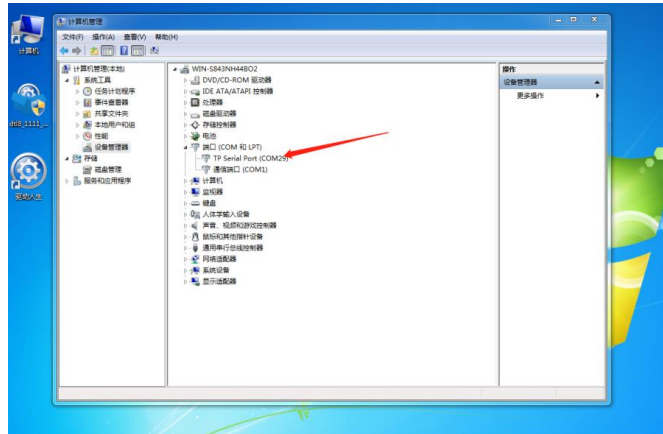 计算机管理
文件(F) 操作(A) 查看(V) 帮助(H)
计算机
计算机管理(本地)
系统工具
任务计划程序
事件查看器
共享文件夹
本地用户和组
性能
设备管理器
存储
磁盘管理
服务和应用程序
WIN-S843NH448O2
DVD/CD-ROM 驱动器
IDE ATA/ATAPI 控制器
处理器
磁盘驱动器
存储控制器
电池
端口 (COM 和 LPT)
TP Serial Port (COM29)
通信端口 (COM1)
计算机
监视器
键盘
人体学输入设备
声音、视频和游戏控制器
鼠标和其他指针设备
通用串行总线控制器
网络适配器
系统设备
显示适配器
操作
设备管理器
更多操作
dd8_1111_...
驱动人生